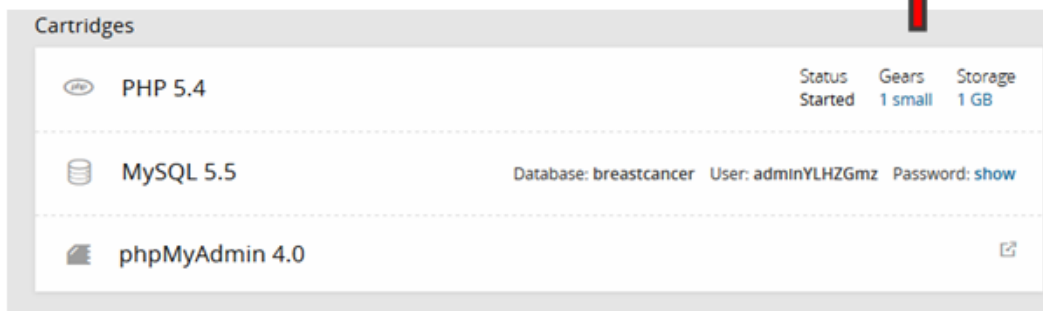 Cartridges
php PHP 5.4 Status Gears Storage
Started 1 small 1 GB
MySQL 5.5 Database: breastcancer User: adminYLHZGmz Password: show
phpMyAdmin 4.0